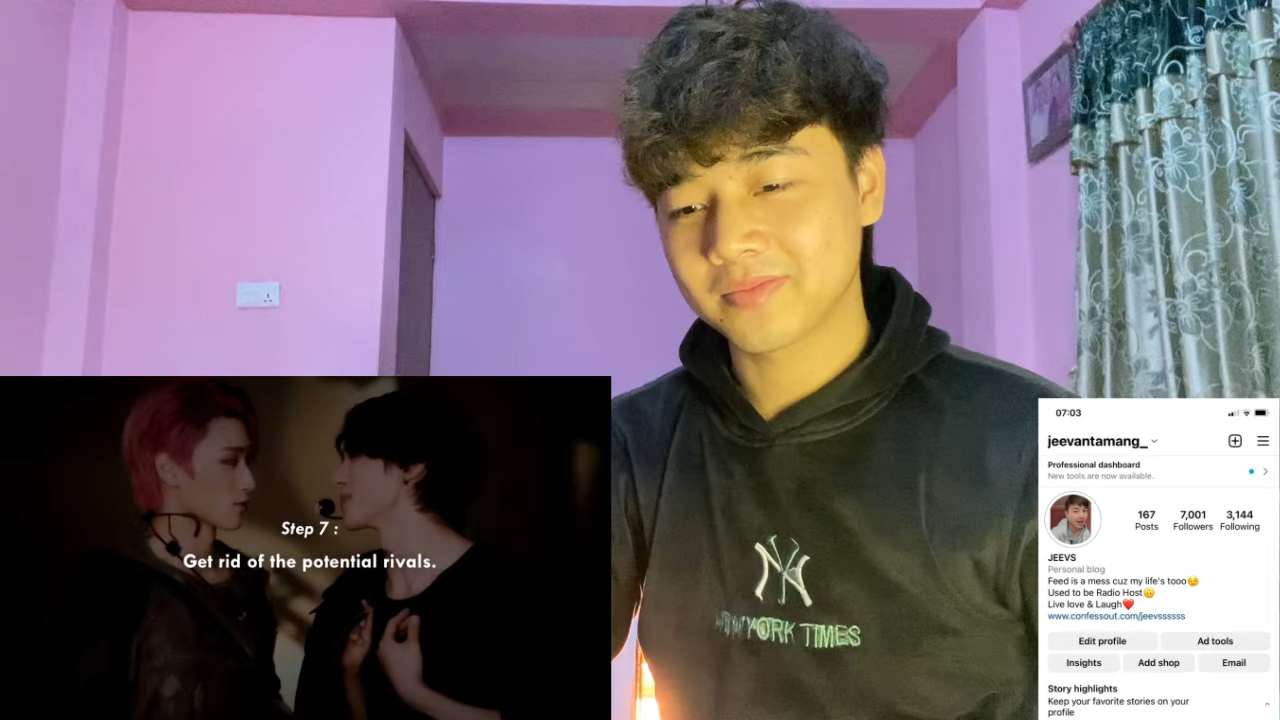 Step 7 :
Get rid of the potential rivals.
NY
YORK TIMES
07:03
jeevantamang_
Professional dashboard
New tools are now available.
167 7,001 3,144
Posts Followers Following
JEEVS
Personal blog
Feed is a mess cuz my life's tooo😌
Used to be Radio Host🙃
Live love & Laugh❤️
www.confessout.com/jeevssssss
Edit profile Ad tools
Insights Add shop Email
Story highlights
Keep your favorite stories on your
profile